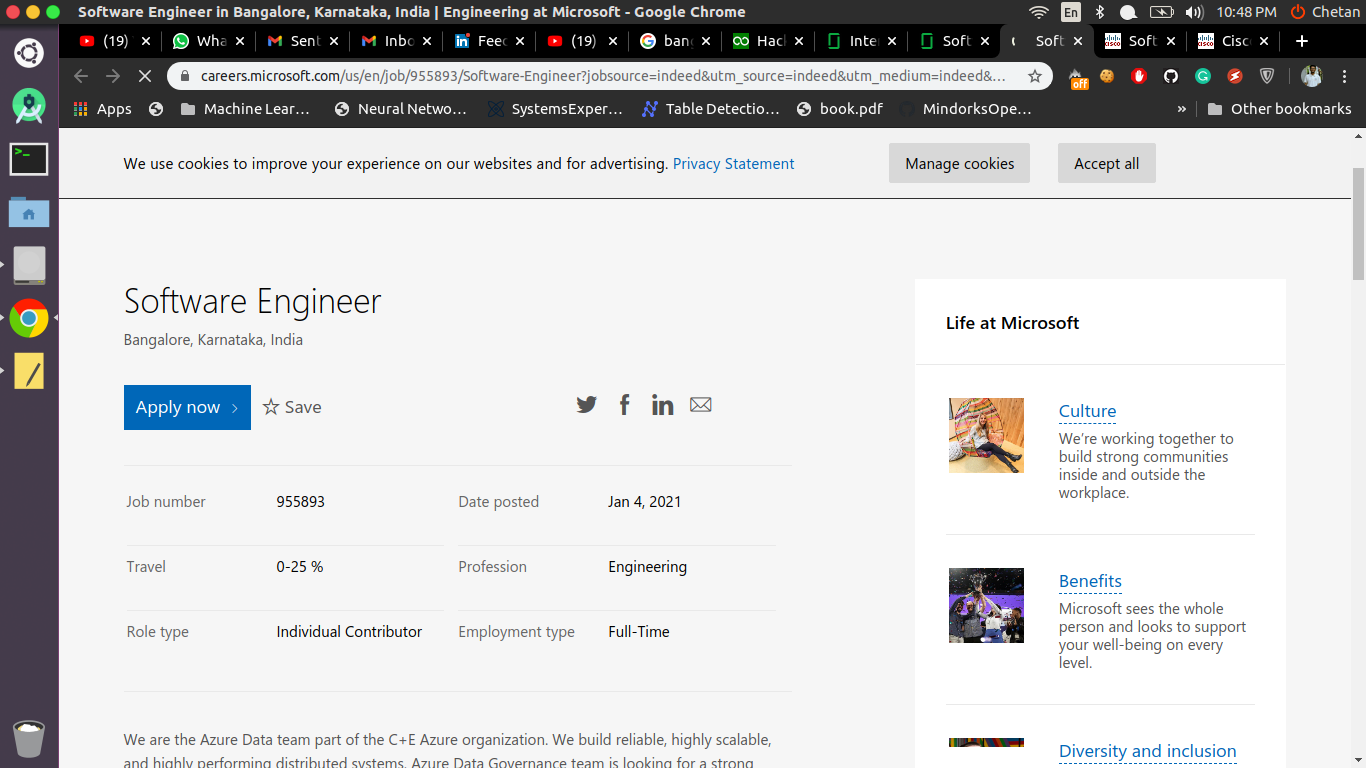 Software Engineer in Bangalore, Karnataka, India | Engineering at Microsoft - Google Chrome
En
10:48 PM
Chetan
(19)
Wha
Sent
Inbo
Feec
(19)
bang
Hac
Inter
Soft
Soft
Soft
Cisc
careers.microsoft.com/us/en/job/955893/Software-Engineer?jobsource=indeed&utm_source=indeed&utm_medium=indeed&...
off
Apps
Machine Lear...
Neural Netwo...
SystemsExper...
Table Detectio...
book.pdf
MindorksOpe...
»
Other bookmarks
We use cookies to improve your experience on our websites and for advertising. Privacy Statement
Manage cookies
Accept all
Software Engineer
Bangalore, Karnataka, India
Apply now
Save
Job number 955893 Date posted Jan 4, 2021
Travel 0-25 % Profession Engineering
Role type Individual Contributor Employment type Full-Time
We are the Azure Data team part of the C+E Azure organization. We build reliable, highly scalable,
and highly performing distributed systems. Azure Data Governance team is looking for a strong
Life at Microsoft
Culture
We're working together to
build strong communities
inside and outside the
workplace.
Benefits
Microsoft sees the whole
person and looks to support
your well-being on every
level.
Diversity and inclusion